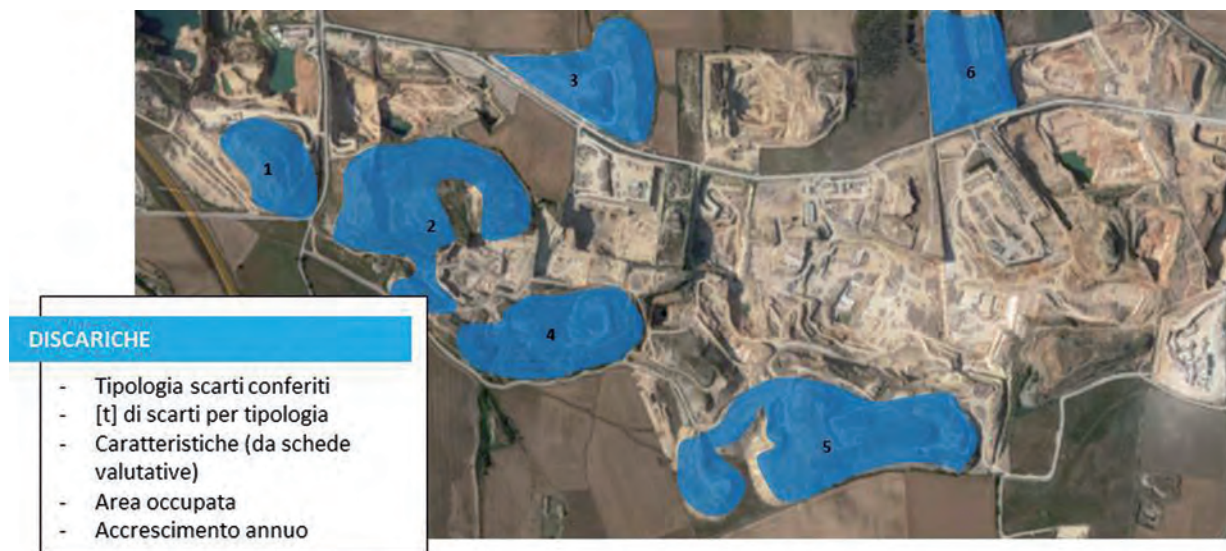 3
6
1
2
4
5
DISCARICHE
- Tipologia scarti conferiti
- [t] di scarti per tipologia
- Caratteristiche (da schede
valutative)
- Area occupata
- Accrescimento annuo